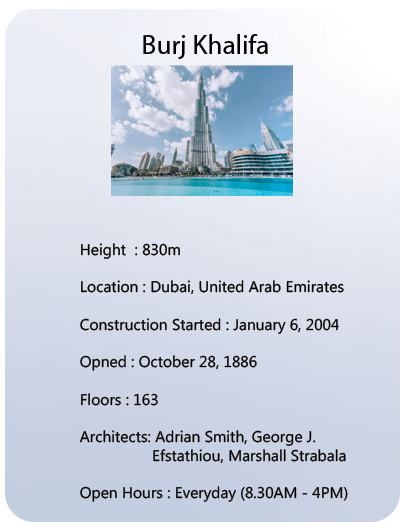 Burj Khalifa
Height : 830m
Location : Dubai, United Arab Emirates
Construction Started : January 6, 2004
Opned : October 28, 1886
Floors : 163
Architects: Adrian Smith, George J.
Efstathiou, Marshall Strabala
Open Hours : Everyday (8.30AM - 4PM)